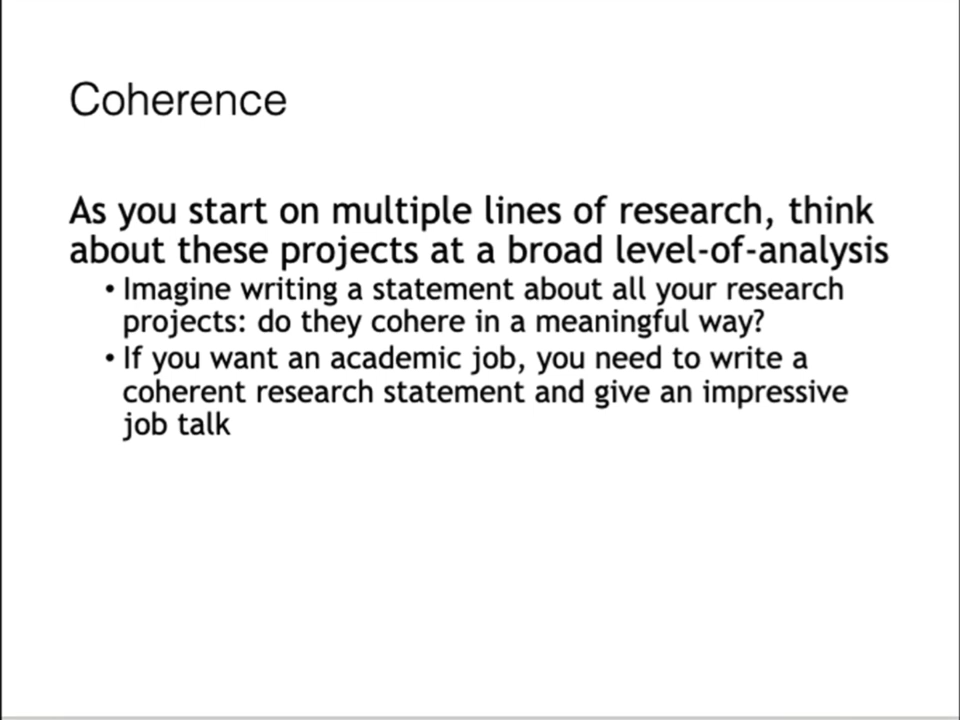 Coherence
As you start on multiple lines of research, think
about these projects at a broad level-of-analysis
• Imagine writing a statement about all your research
projects: do they cohere in a meaningful way?
• If you want an academic job, you need to write a
coherent research statement and give an impressive
job talk